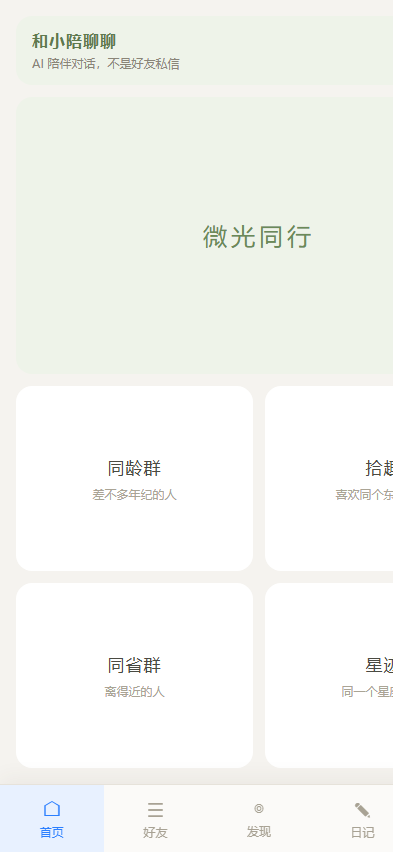 和小陪聊聊
AI 陪伴对话，不是好友私信
微光同行
同龄群
差不多年纪的人
拾
喜欢同个东
同省群
离得近的人
星
同一个星
首页
好友
发现
日记